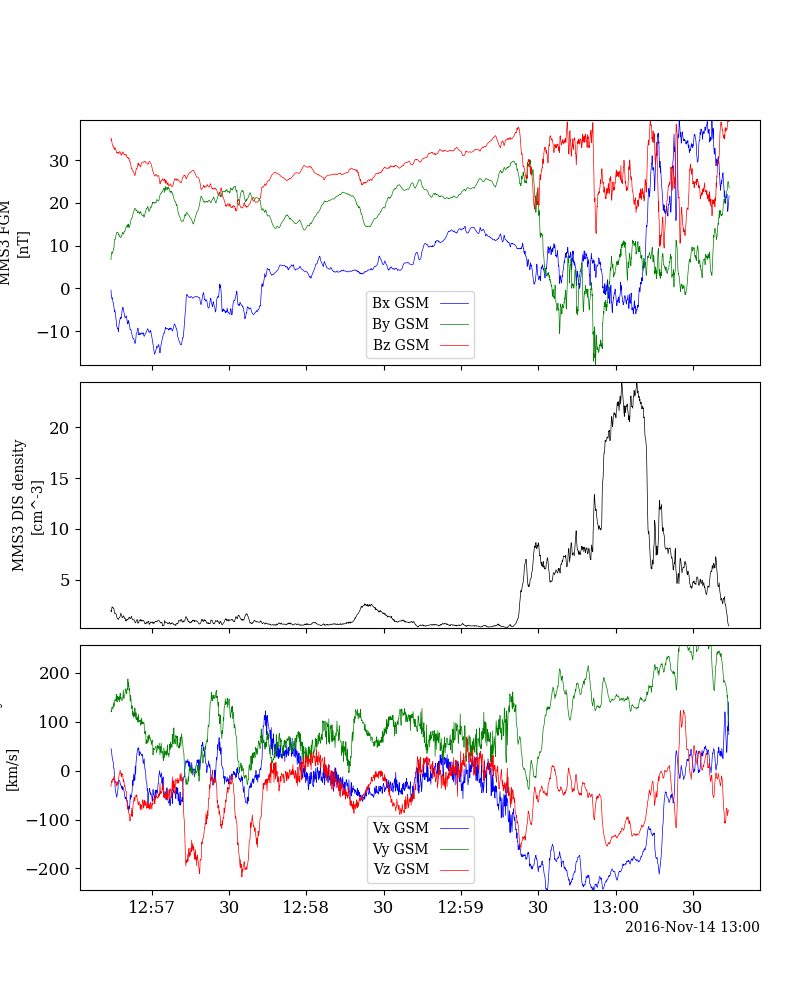 30
20
10
0
−10
MMS3 FGM
[nT]
Bx GSM
By GSM
Bz GSM
20
15
10
5
MMS3 DIS density
[cm^-3]
200
100
0
−100
−200
[km/s]
Vx GSM
Vy GSM
Vz GSM
12:57 30 12:58 30 12:59 30 13:00 30
2016-Nov-14 13:00